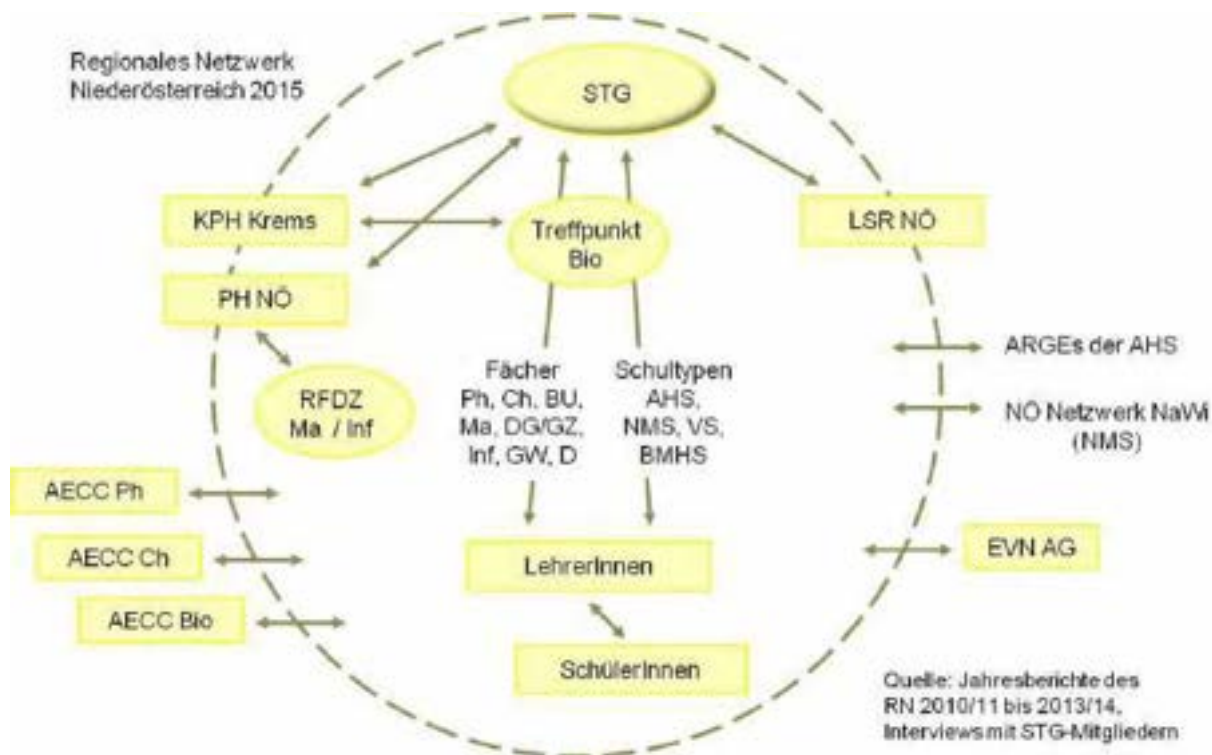 Regionales Netzwerk
Niederösterreich 2015
STG
KPH Krems
Treffpunkt
Bio
LSR NÖ
PH NÖ
RFDZ
Ma / Inf
Fächer
Ph, Ch, BU,
Ma, DG/GZ,
Inf, GW, D
Schultypen
AHS,
NMS, VS,
BMHS
ARGEs der AHS
NÖ Netzwerk NaWi
(NMS)
AECC Ph
AECC Ch
AECC Bio
LehrerInnen
EVN AG
SchülerInnen
Quelle: Jahresberichte des
RN 2010/11 bis 2013/14,
Interviews mit STG-Mitgliedern